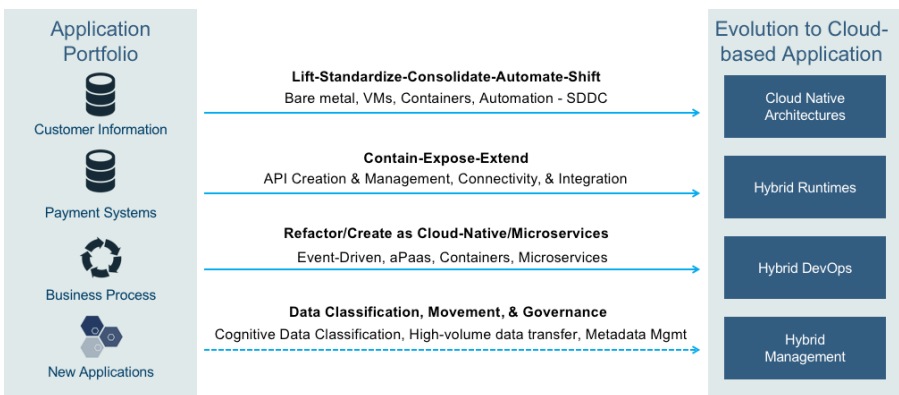 Application
Portfolio
Customer Information
Payment Systems
Business Process
New Applications
Lift-Standardize-Consolidate-Automate-Shift
Bare metal, VMs, Containers, Automation - SDDC
Contain-Expose-Extend
API Creation & Management, Connectivity, & Integration
Refactor/Create as Cloud-Native/Microservices
Event-Driven, aPaas, Containers, Microservices
Data Classification, Movement, & Governance
Cognitive Data Classification, High-volume data transfer, Metadata Mgmt
Evolution to Cloud-
based Application
Cloud Native
Architectures
Hybrid Runtimes
Hybrid DevOps
Hybrid
Management